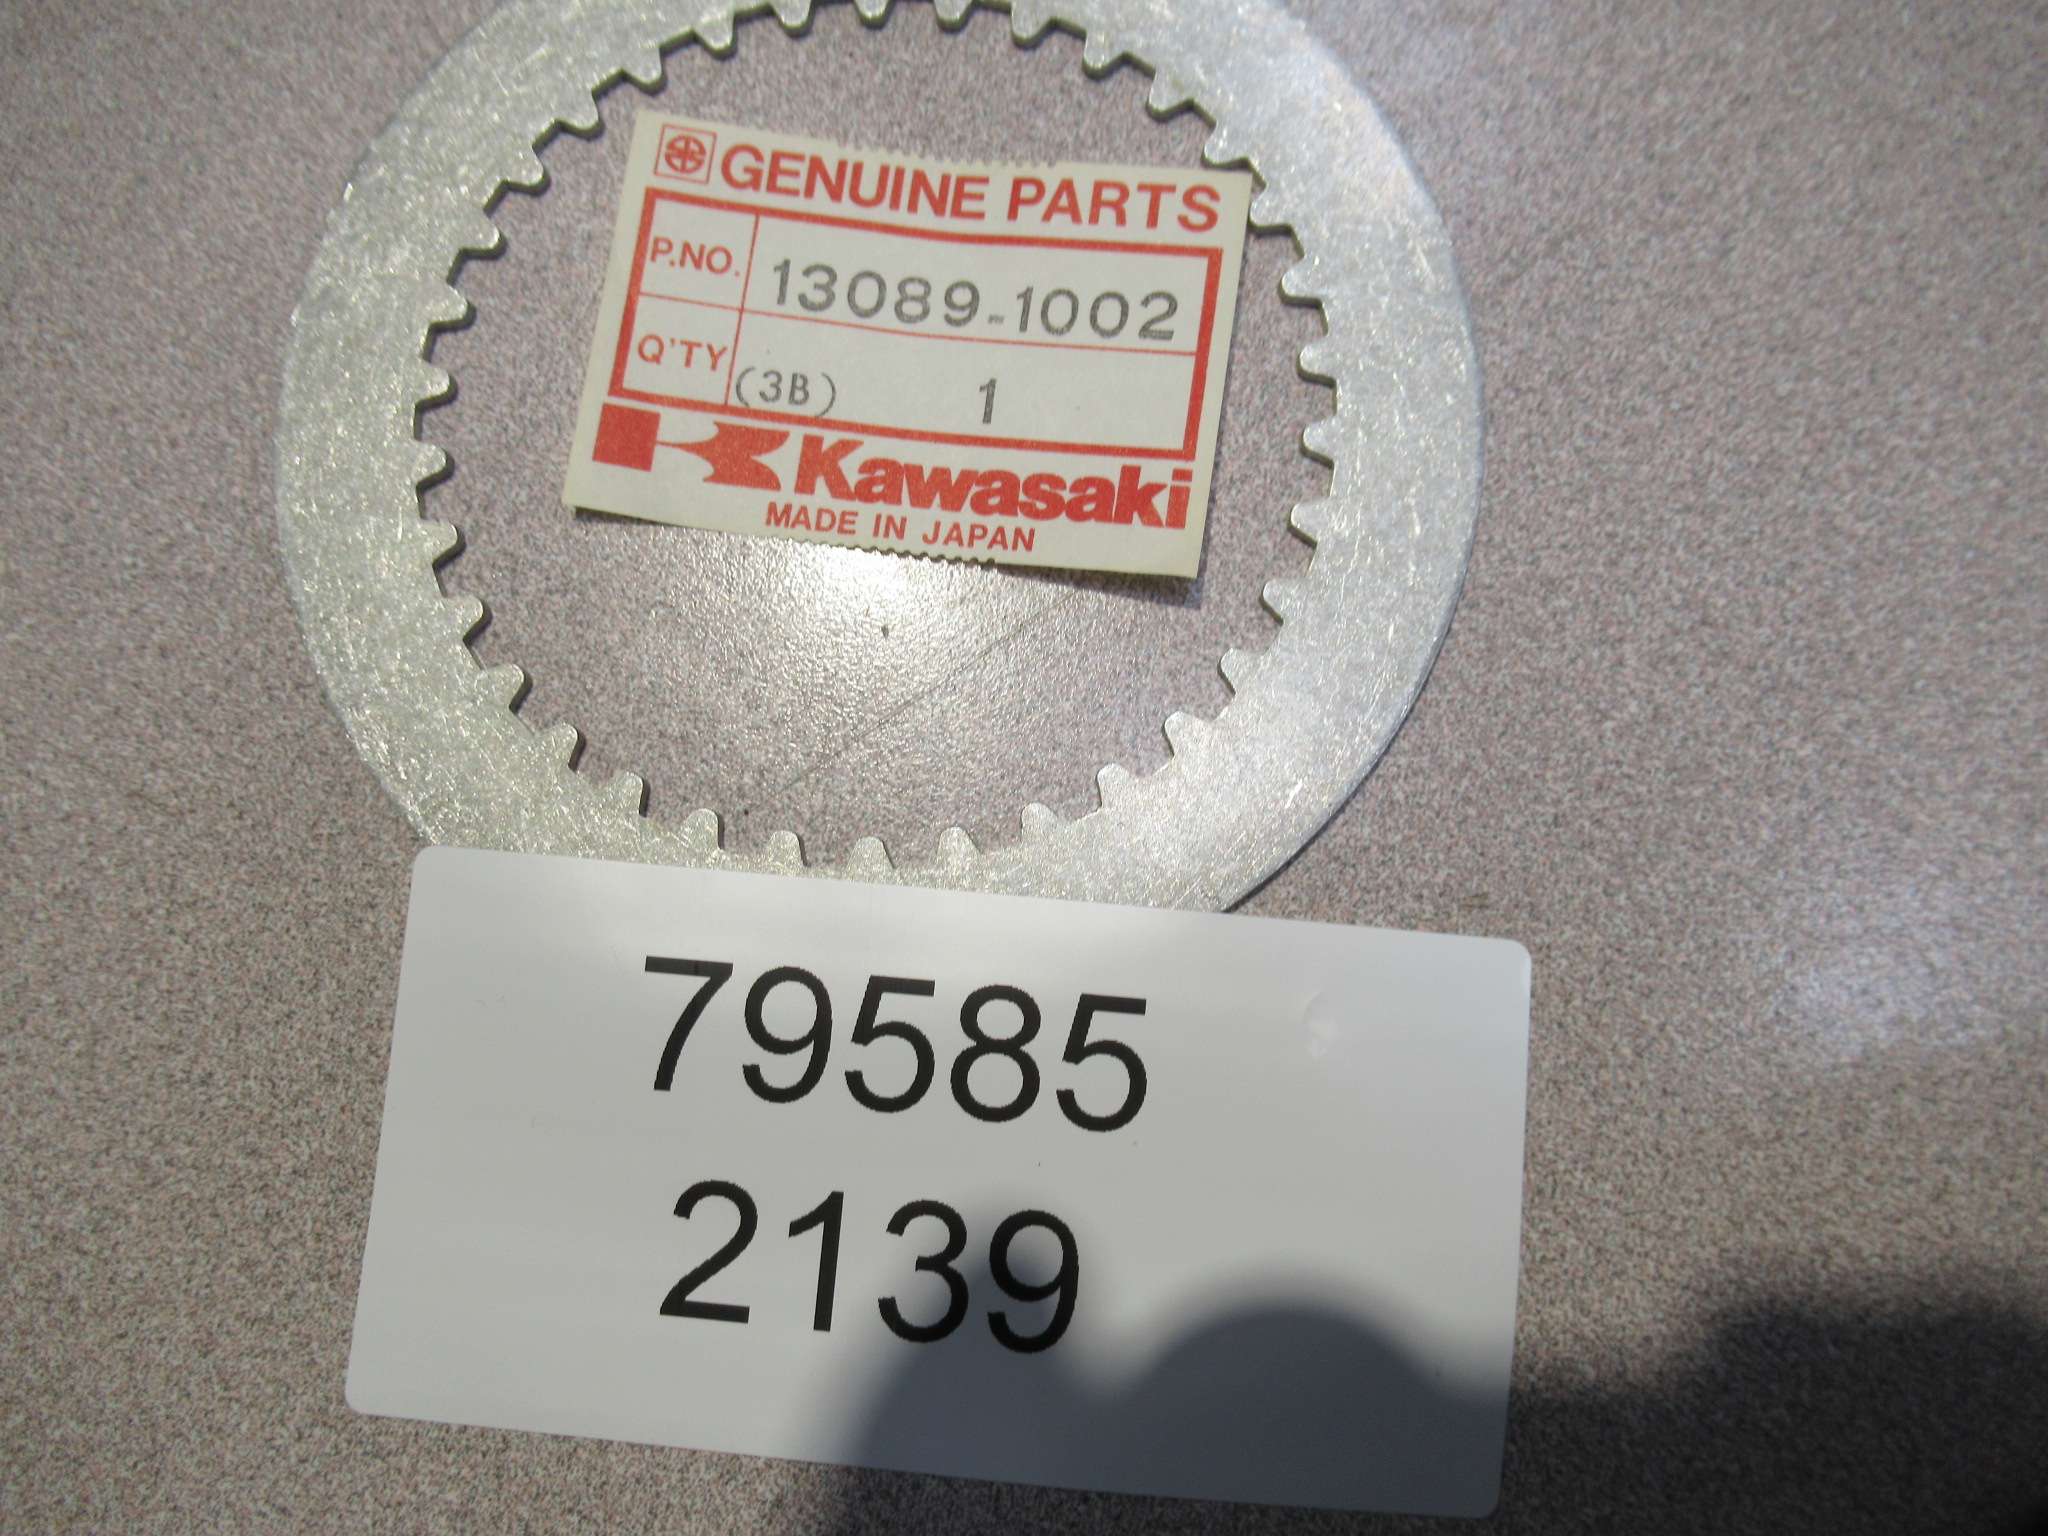 GENUINE PARTS
P.NO. 13089-1002
Q'TY (3B) 1
Kawasaki
MADE IN JAPAN
79585
2139